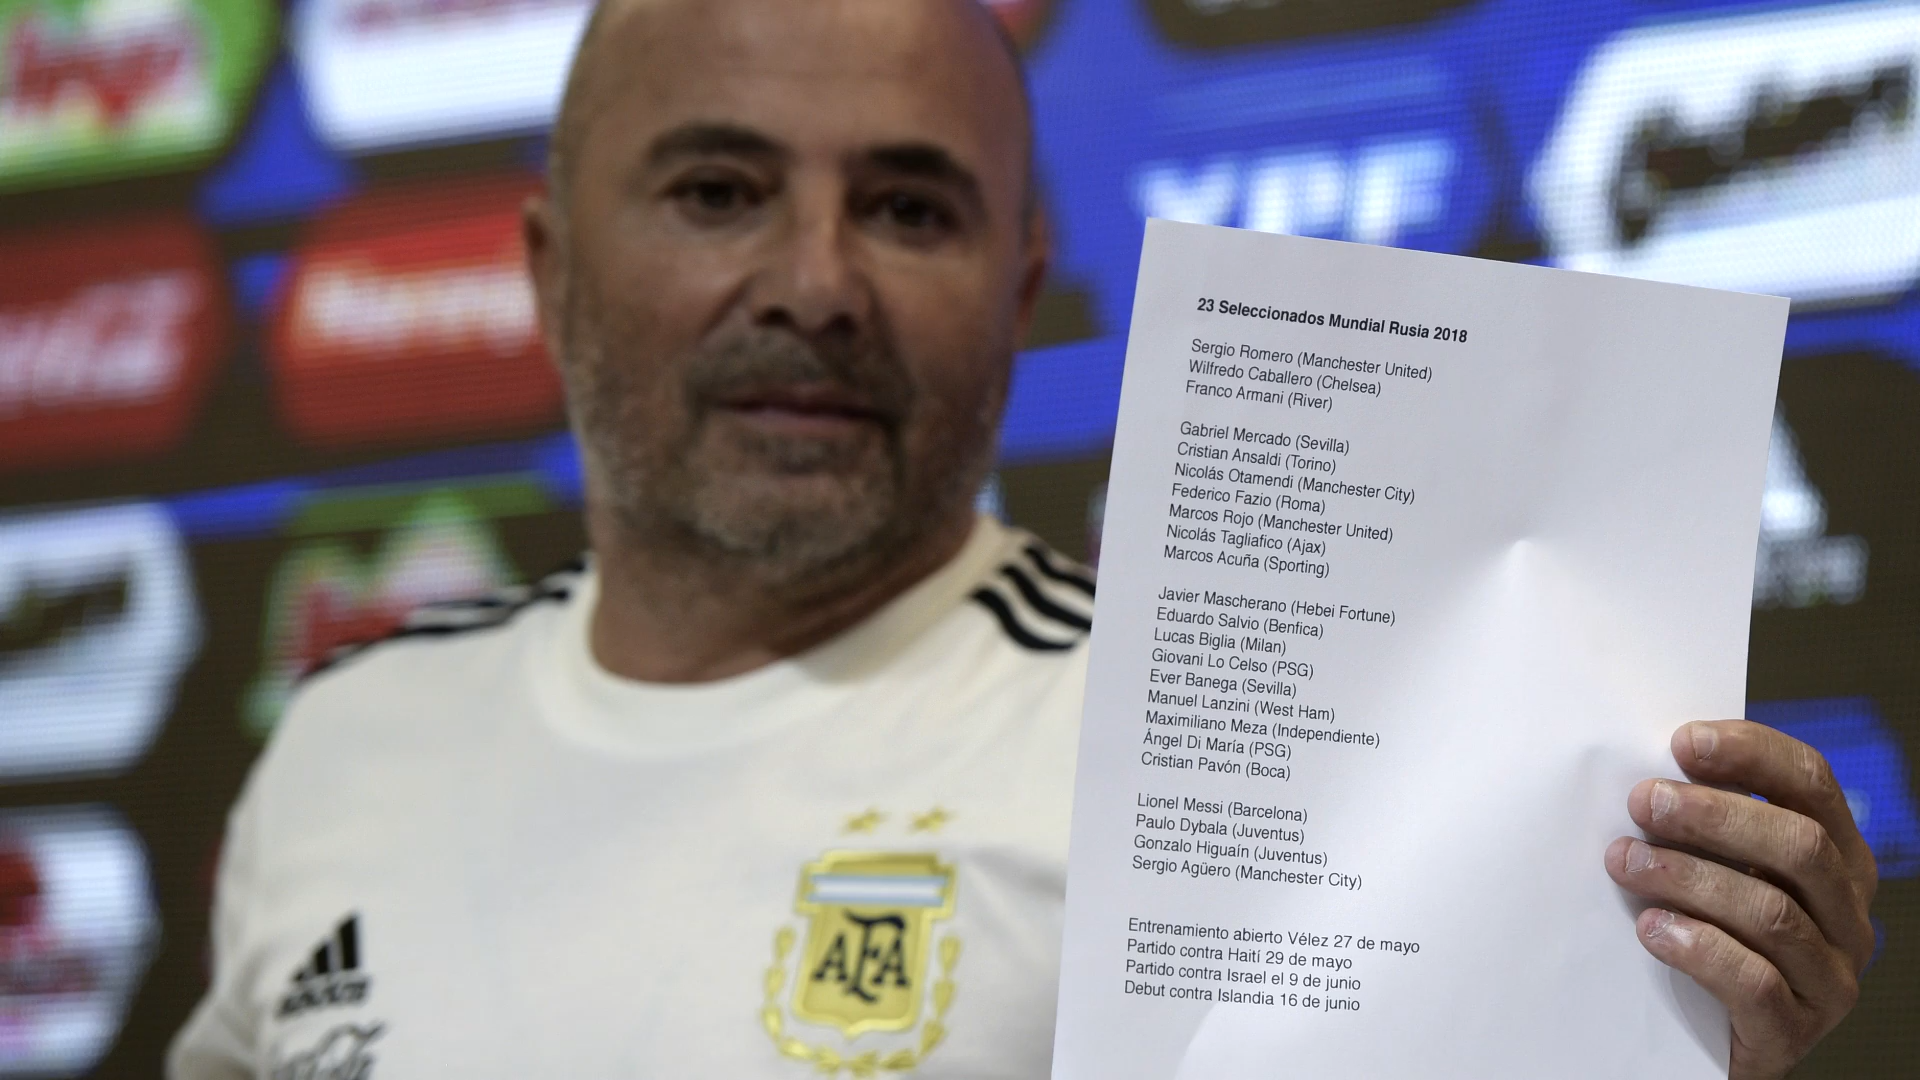 YPF
23 Seleccionados Mundial Rusia 2018
Sergio Romero (Manchester United)
Wilfredo Caballero (Chelsea)
Franco Armani (River)
Gabriel Mercado (Sevilla)
Cristian Ansaldi (Torino)
Nicolás Otamendi (Manchester City)
Federico Fazio (Roma)
Marcos Rojo (Manchester United)
Nicolás Tagliafico (Ajax)
Marcos Acuña (Sporting)
Javier Mascherano (Hebei Fortune)
Eduardo Salvio (Benfica)
Lucas Biglia (Milan)
Giovani Lo Celso (PSG)
Ever Banega (Sevilla)
Manuel Lanzini (West Ham)
Maximiliano Meza (Independiente)
Ángel Di María (PSG)
Cristian Pavón (Boca)
Lionel Messi (Barcelona)
Paulo Dybala (Juventus)
Gonzalo Higuaín (Juventus)
Sergio Agüero (Manchester City)
Entrenamiento abierto Vélez 27 de mayo
Partido contra Haití 29 de mayo
Partido contra Israel el 9 de junio
Debut contra Islandia 16 de junio
AFA
adidas